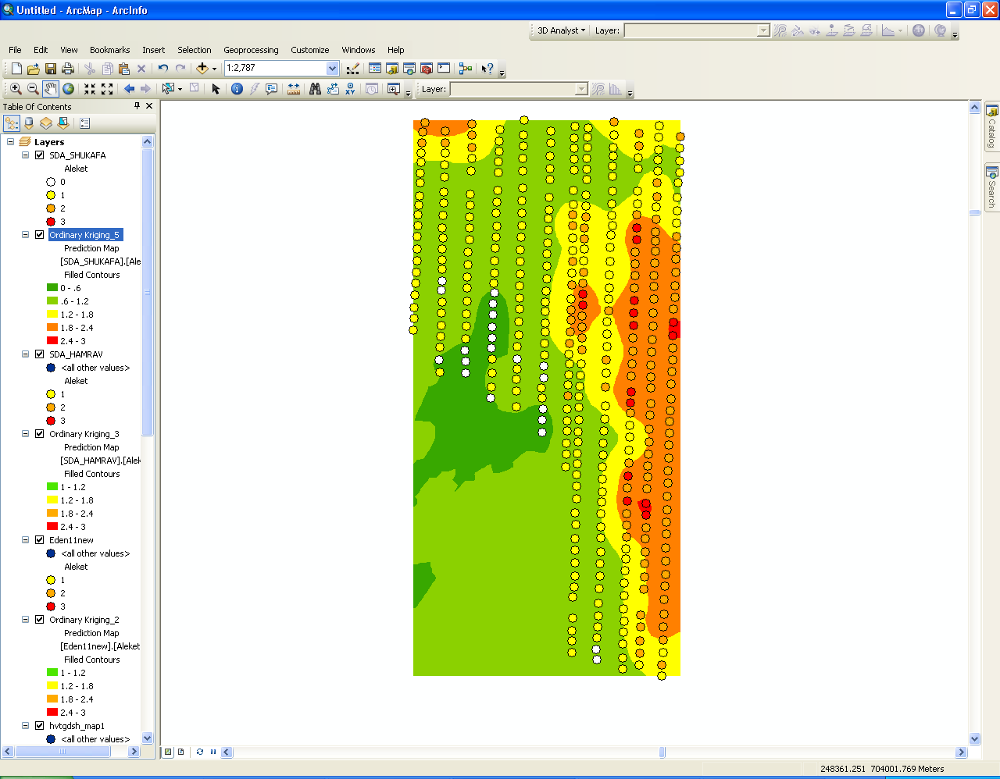 Untitled - ArcMap - ArcInfo
3D Analyst
Layer:
File Edit View Bookmarks Insert Selection Geoprocessing Customize Windows Help
1:2,787
Layer:
Table Of Contents
Layers
SDA_SHUKAFA
Aleket
0
1
2
3
Ordinary Kriging_5
Prediction Map
[SDA_SHUKAFA].[Ale
Filled Contours
0 - .6
.6 - 1.2
1.2 - 1.8
1.8 - 2.4
2.4 - 3
SDA_HAMRAV
<all other values>
Aleket
1
2
3
Ordinary Kriging_3
Prediction Map
[SDA_HAMRAV].[Alek
Filled Contours
1 - 1.2
1.2 - 1.8
1.8 - 2.4
2.4 - 3
Eden11new
<all other values>
Aleket
1
2
3
Ordinary Kriging_2
Prediction Map
[Eden11new].[Aleket
Filled Contours
1 - 1.2
1.2 - 1.8
1.8 - 2.4
2.4 - 3
hvtgdsh_map1
<all other values>
Catalog
Search
248361.251 704001.769 Meters